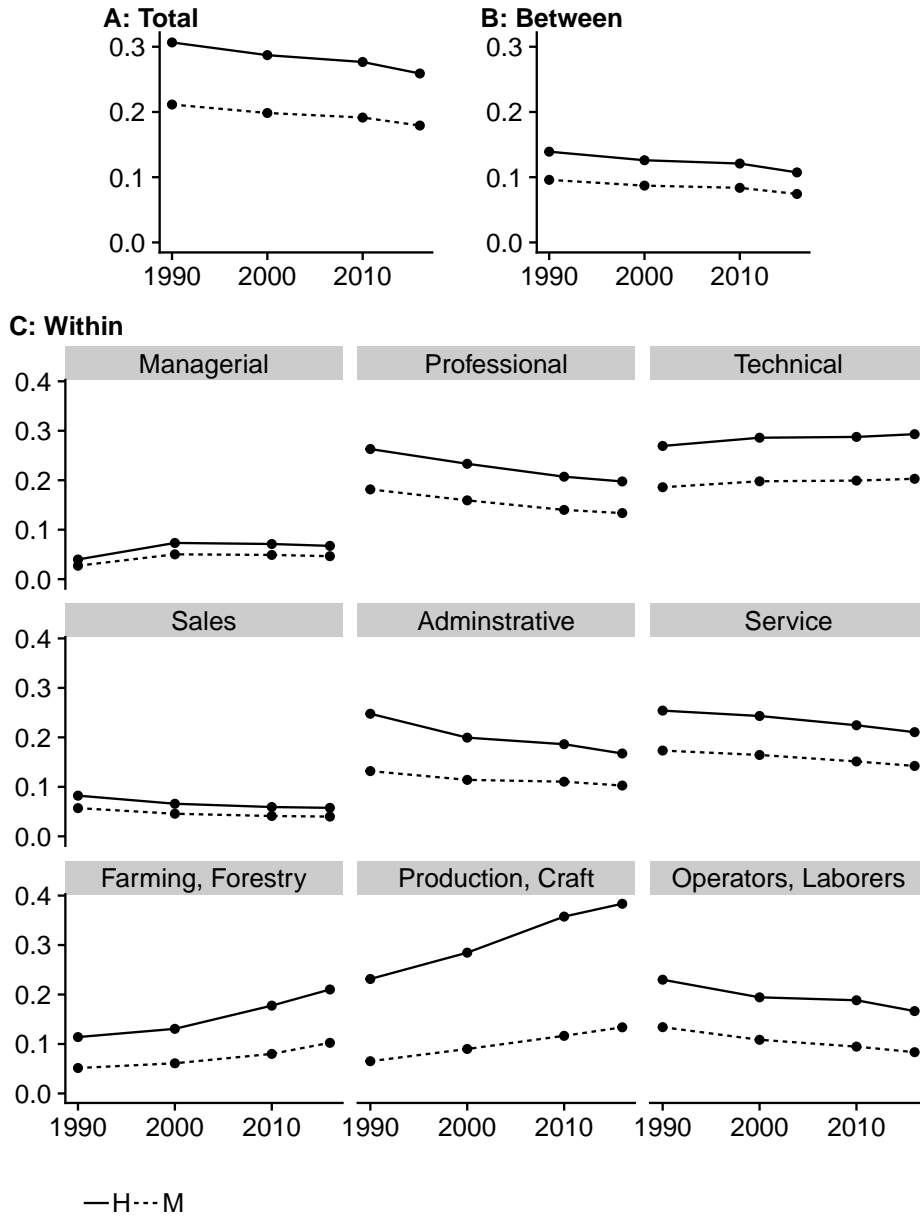 A: Total
B: Between
0.3
0.2
0.1
0.0
1990 2000 2010
0.3
0.2
0.1
0.0
1990 2000 2010
C: Within
Managerial
Professional
Technical
0.4
0.3
0.2
0.1
0.0
Sales
Adminstrative
Service
0.4
0.3
0.2
0.1
0.0
Farming, Forestry
Production, Craft
Operators, Laborers
0.4
0.3
0.2
0.1
0.0
1990 2000 2010
1990 2000 2010
1990 2000 2010
H M